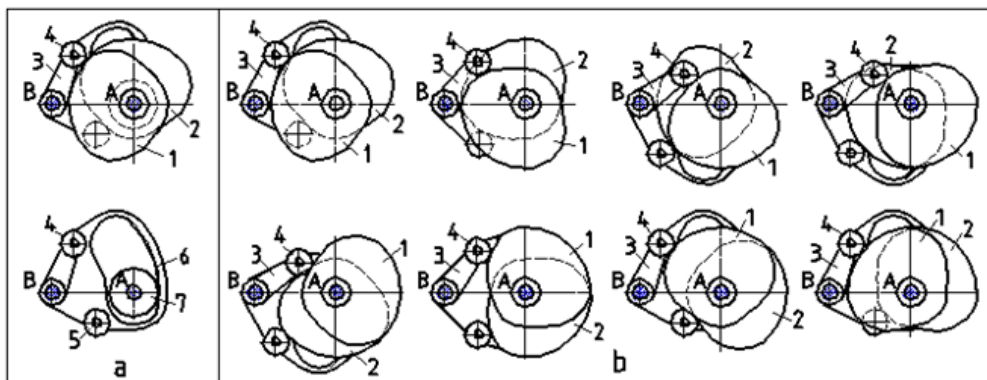 4 3 B A 2 1
4 3 B A 2 1
4 3 B A 2 1
4 3 2 B A 1
4 2 3 B A 1
4 6 B A 7 5
a
4 1 3 B A 2
4 1 3 B A 2
4 1 3 B A 2
4 1 2 3 B A
b